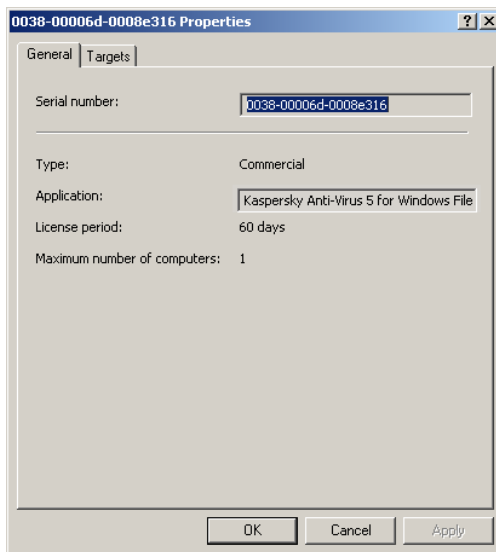 0038-00006d-0008e316 Properties
General Targets
Serial number: 0038-00006d-0008e316
Type: Commercial
Application: Kaspersky Anti-Virus 5 for Windows File
License period: 60 days
Maximum number of computers: 1
OK Cancel Apply